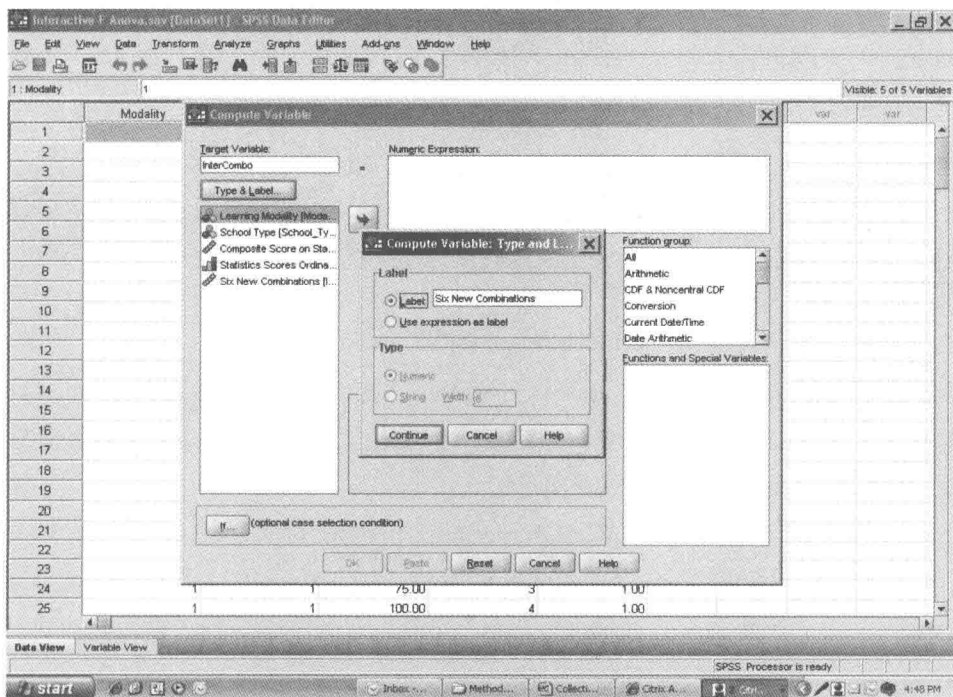 Interactive F Anova.sav [DataSet1] - SPSS Data Editor
File Edit View Data Transform Analyze Graphs Utilities Add-ons Window Help
1 : Modality 1 Visible: 5 of 5 Variables
Modality var var
Compute Variable
Target Variable:
InterCombo
=
Numeric Expression:
Type & Label...
Learning Modality [Moda...
School Type [School_Ty...
Composite Score on Sta...
Statistics Scores Ordina...
Six New Combinations [I...
Compute Variable: Type and L...
Label
Label: Six New Combinations
Use expression as label
Type
Numeric
String Width: 8
Continue Cancel Help
Function group:
All
Arithmetic
CDF & Noncentral CDF
Conversion
Current Date/Time
Date Arithmetic
Functions and Special Variables:
If... (optional case selection condition)
OK Paste Reset Cancel Help
1
2
3
4
5
6
7
8
9
10
11
12
13
14
15
16
17
18
19
20
21
22
23
24 1 1 75.00 3 1.00
25 1 1 100.00 4 1.00
Data View Variable View
SPSS Processor is ready
start Inbox -... Method... Collecti... Citrix A... 4:48 PM